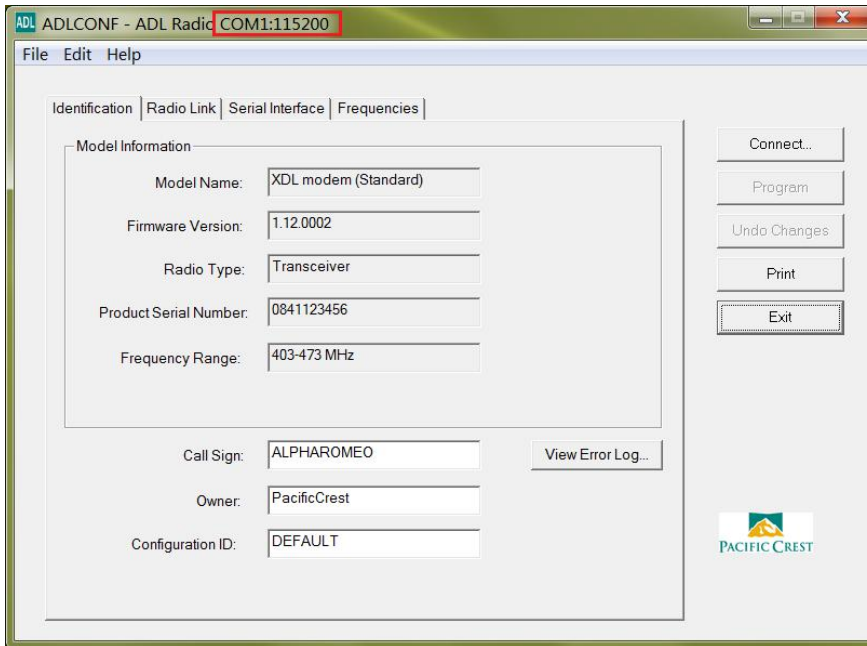 ADL ADLCONF - ADL Radio COM1:115200
File Edit Help
Identification Radio Link Serial Interface Frequencies
Model Information
Model Name: XDL modem (Standard)
Firmware Version: 1.12.0002
Radio Type: Transceiver
Product Serial Number: 0841123456
Frequency Range: 403-473 MHz
Call Sign: ALPHAROMEO
View Error Log...
Owner: PacificCrest
Configuration ID: DEFAULT
Connect...
Program
Undo Changes
Print
Exit
PACIFIC CREST